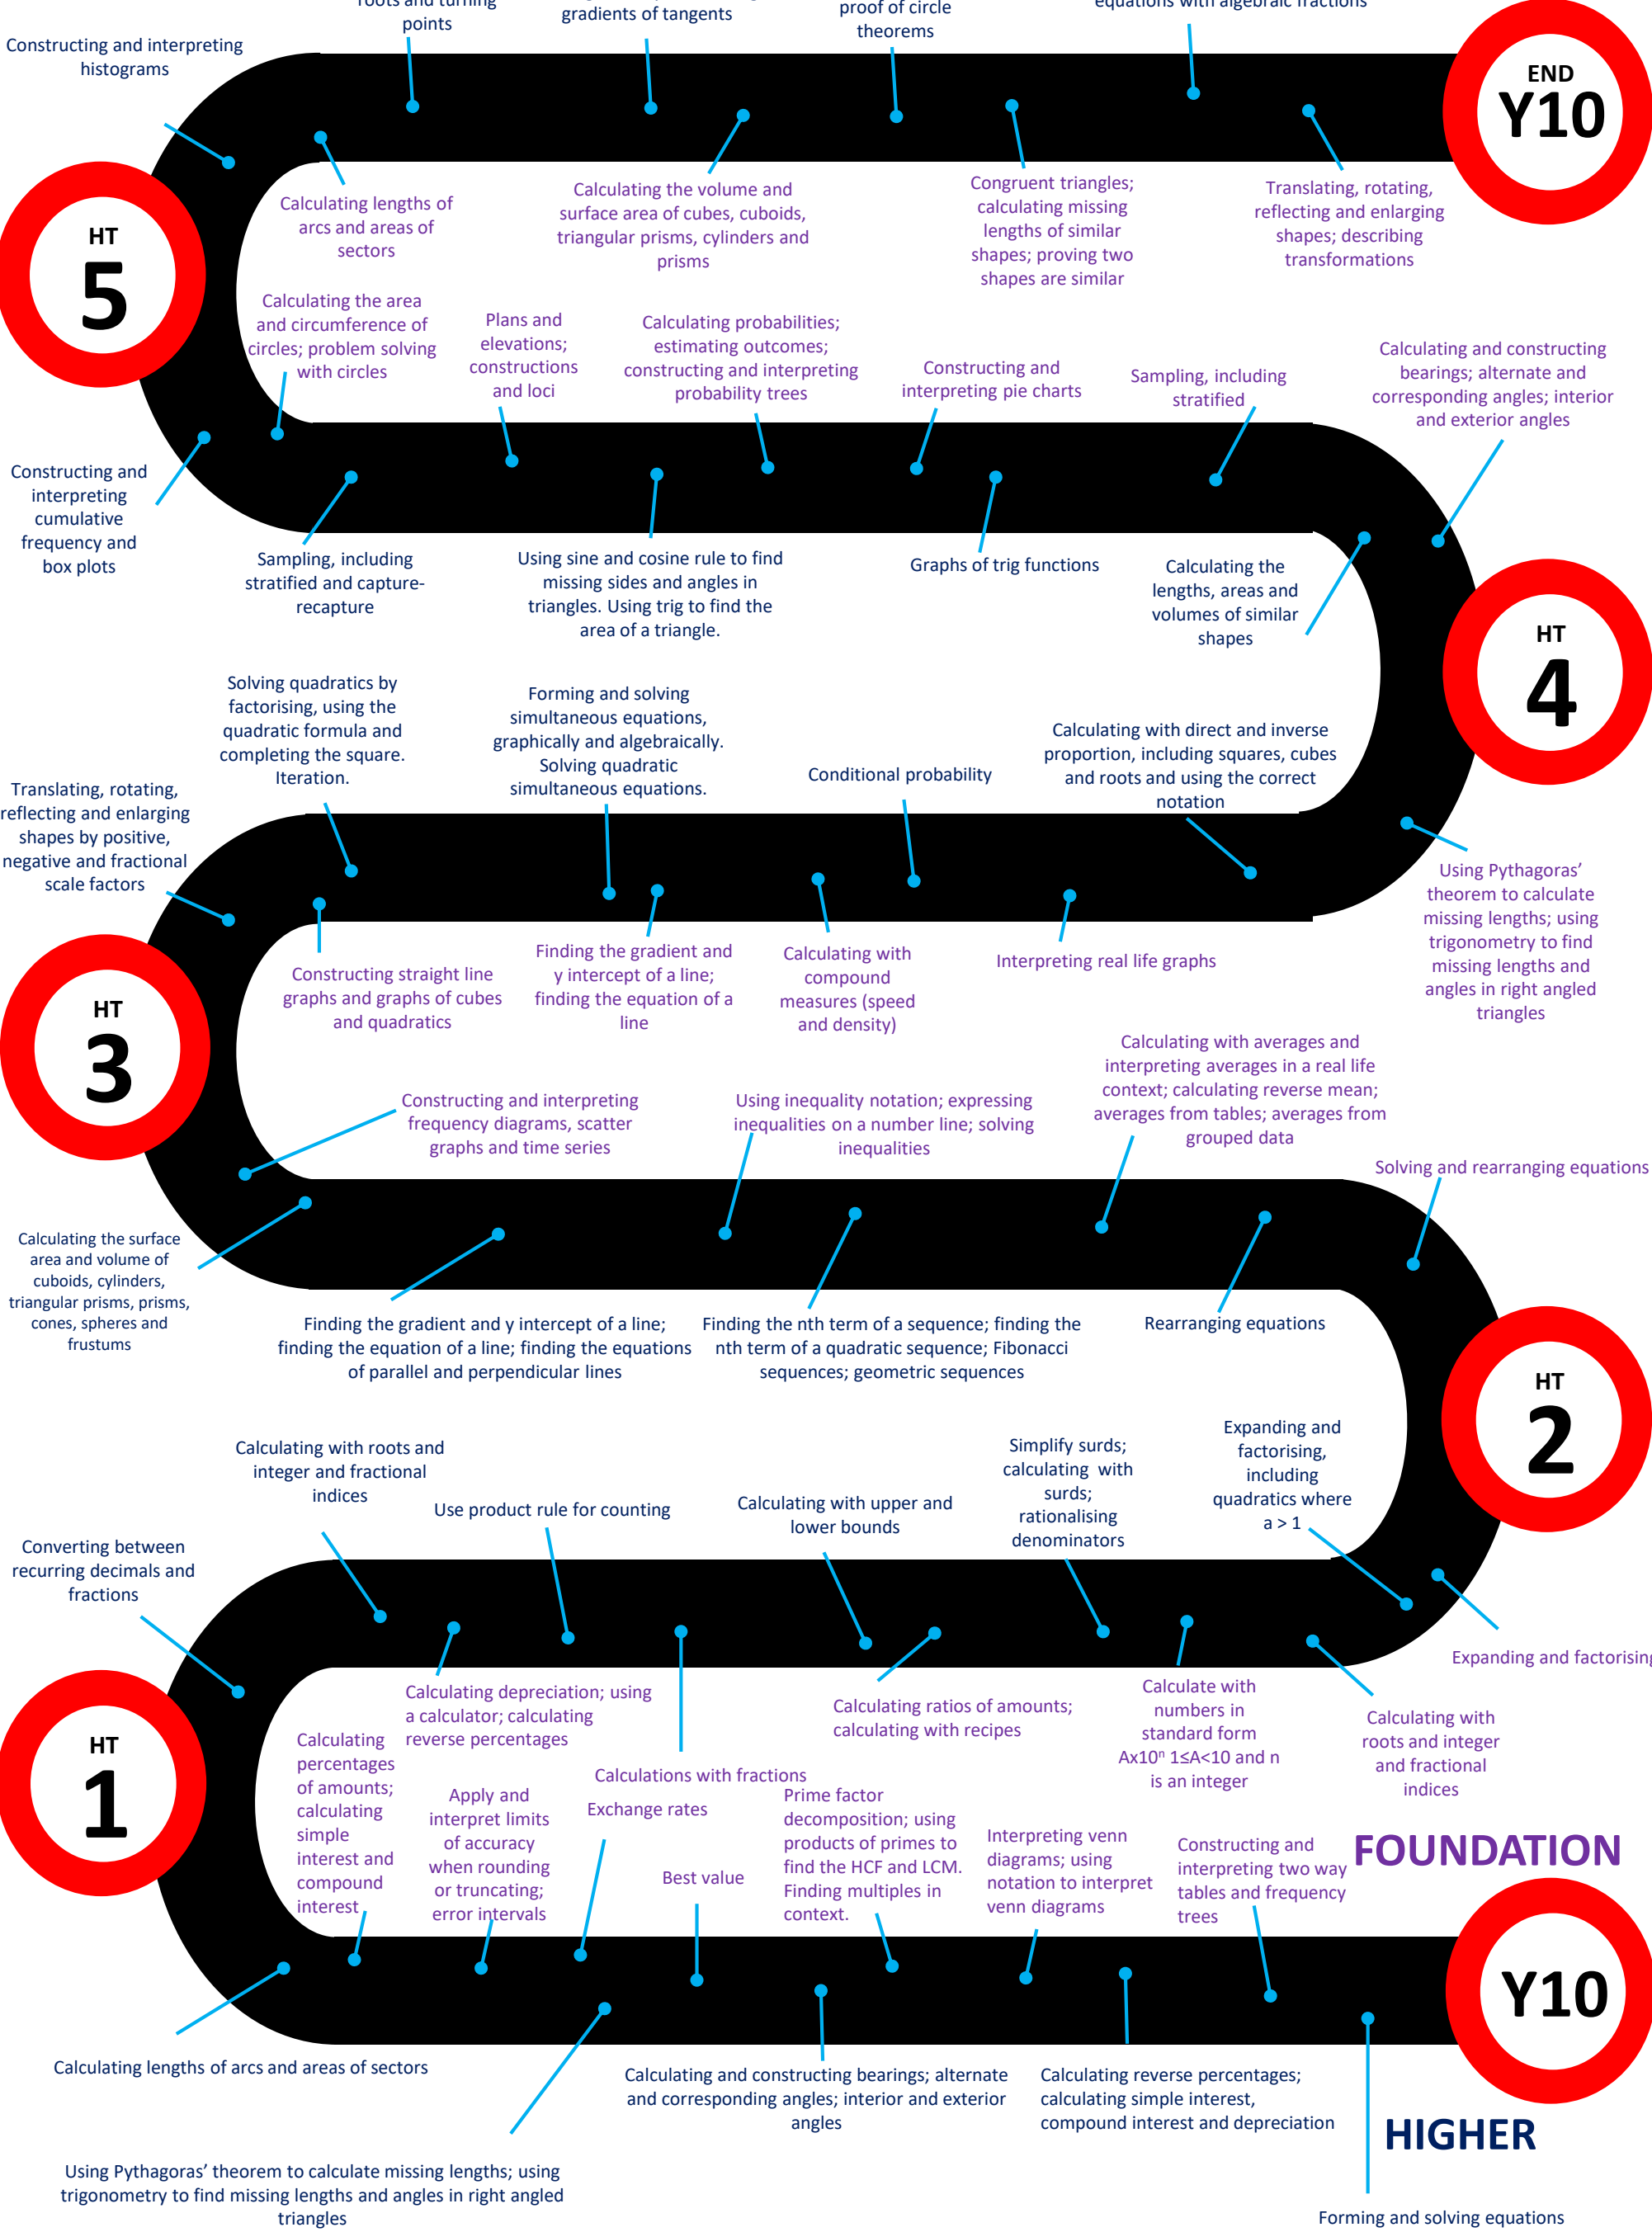 roots and turning
points
gradients of tangents
proof of circle
theorems
equations with algebraic fractions
Constructing and interpreting
histograms
END
Y10
Calculating lengths of
arcs and areas of
sectors
Calculating the volume and
surface area of cubes, cuboids,
triangular prisms, cylinders and
prisms
Congruent triangles;
calculating missing
lengths of similar
shapes; proving two
shapes are similar
Translating, rotating,
reflecting and enlarging
shapes; describing
transformations
HT
5
Calculating the area
and circumference of
circles; problem solving
with circles
Plans and
elevations;
constructions
and loci
Calculating probabilities;
estimating outcomes;
constructing and interpreting
probability trees
Constructing and
interpreting pie charts
Sampling, including
stratified
Calculating and constructing
bearings; alternate and
corresponding angles; interior
and exterior angles
Constructing and
interpreting
cumulative
frequency and
box plots
Sampling, including
stratified and capture-
recapture
Using sine and cosine rule to find
missing sides and angles in
triangles. Using trig to find the
area of a triangle.
Graphs of trig functions
Calculating the
lengths, areas and
volumes of similar
shapes
HT
4
Solving quadratics by
factorising, using the
quadratic formula and
completing the square.
Iteration.
Forming and solving
simultaneous equations,
graphically and algebraically.
Solving quadratic
simultaneous equations.
Conditional probability
Calculating with direct and inverse
proportion, including squares, cubes
and roots and using the correct
notation
Translating, rotating,
reflecting and enlarging
shapes by positive,
negative and fractional
scale factors
Using Pythagoras’
theorem to calculate
missing lengths; using
trigonometry to find
missing lengths and
angles in right angled
triangles
Constructing straight line
graphs and graphs of cubes
and quadratics
Finding the gradient and
y intercept of a line;
finding the equation of a
line
Calculating with
compound
measures (speed
and density)
Interpreting real life graphs
HT
3
Constructing and interpreting
frequency diagrams, scatter
graphs and time series
Using inequality notation; expressing
inequalities on a number line; solving
inequalities
Calculating with averages and
interpreting averages in a real life
context; calculating reverse mean;
averages from tables; averages from
grouped data
Solving and rearranging equations
Calculating the surface
area and volume of
cuboids, cylinders,
triangular prisms, prisms,
cones, spheres and
frustums
Finding the gradient and y intercept of a line;
finding the equation of a line; finding the equations
of parallel and perpendicular lines
Finding the nth term of a sequence; finding the
nth term of a quadratic sequence; Fibonacci
sequences; geometric sequences
Rearranging equations
HT
2
Calculating with roots and
integer and fractional
indices
Use product rule for counting
Calculating with upper and
lower bounds
Simplify surds;
calculating with
surds;
rationalising
denominators
Expanding and
factorising,
including
quadratics where
a > 1
Converting between
recurring decimals and
fractions
Expanding and factorising
Calculating depreciation; using
a calculator; calculating
reverse percentages
Calculations with fractions
Calculating ratios of amounts;
calculating with recipes
Calculate with
numbers in
standard form
Ax10ⁿ 1≤A<10 and n
is an integer
Calculating with
roots and integer
and fractional
indices
HT
1
Calculating
percentages
of amounts;
calculating
simple
interest and
compound
interest
Apply and
interpret limits
of accuracy
when rounding
or truncating;
error intervals
Exchange rates
Best value
Prime factor
decomposition; using
products of primes to
find the HCF and LCM.
Finding multiples in
context.
Interpreting venn
diagrams; using
notation to interpret
venn diagrams
Constructing and
interpreting two way
tables and frequency
trees
FOUNDATION
Y10
Calculating lengths of arcs and areas of sectors
Calculating and constructing bearings; alternate
and corresponding angles; interior and exterior
angles
Calculating reverse percentages;
calculating simple interest,
compound interest and depreciation
HIGHER
Using Pythagoras’ theorem to calculate missing lengths; using
trigonometry to find missing lengths and angles in right angled
triangles
Forming and solving equations